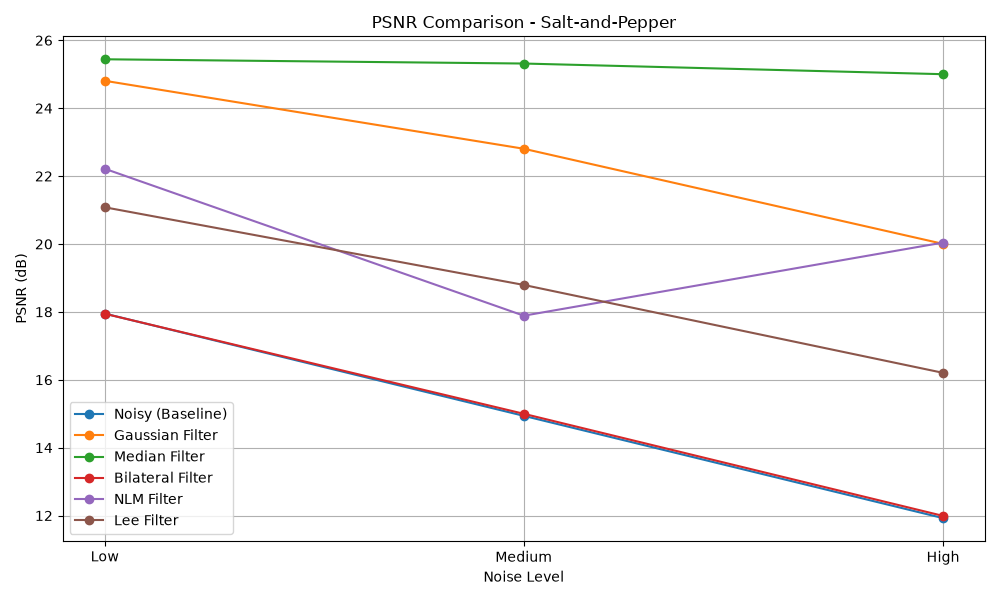 PSNR Comparison - Salt-and-Pepper
26
24
22
20
18
16
14
12
PSNR (dB)
Noisy (Baseline)
Gaussian Filter
Median Filter
Bilateral Filter
NLM Filter
Lee Filter
Low
Medium
High
Noise Level